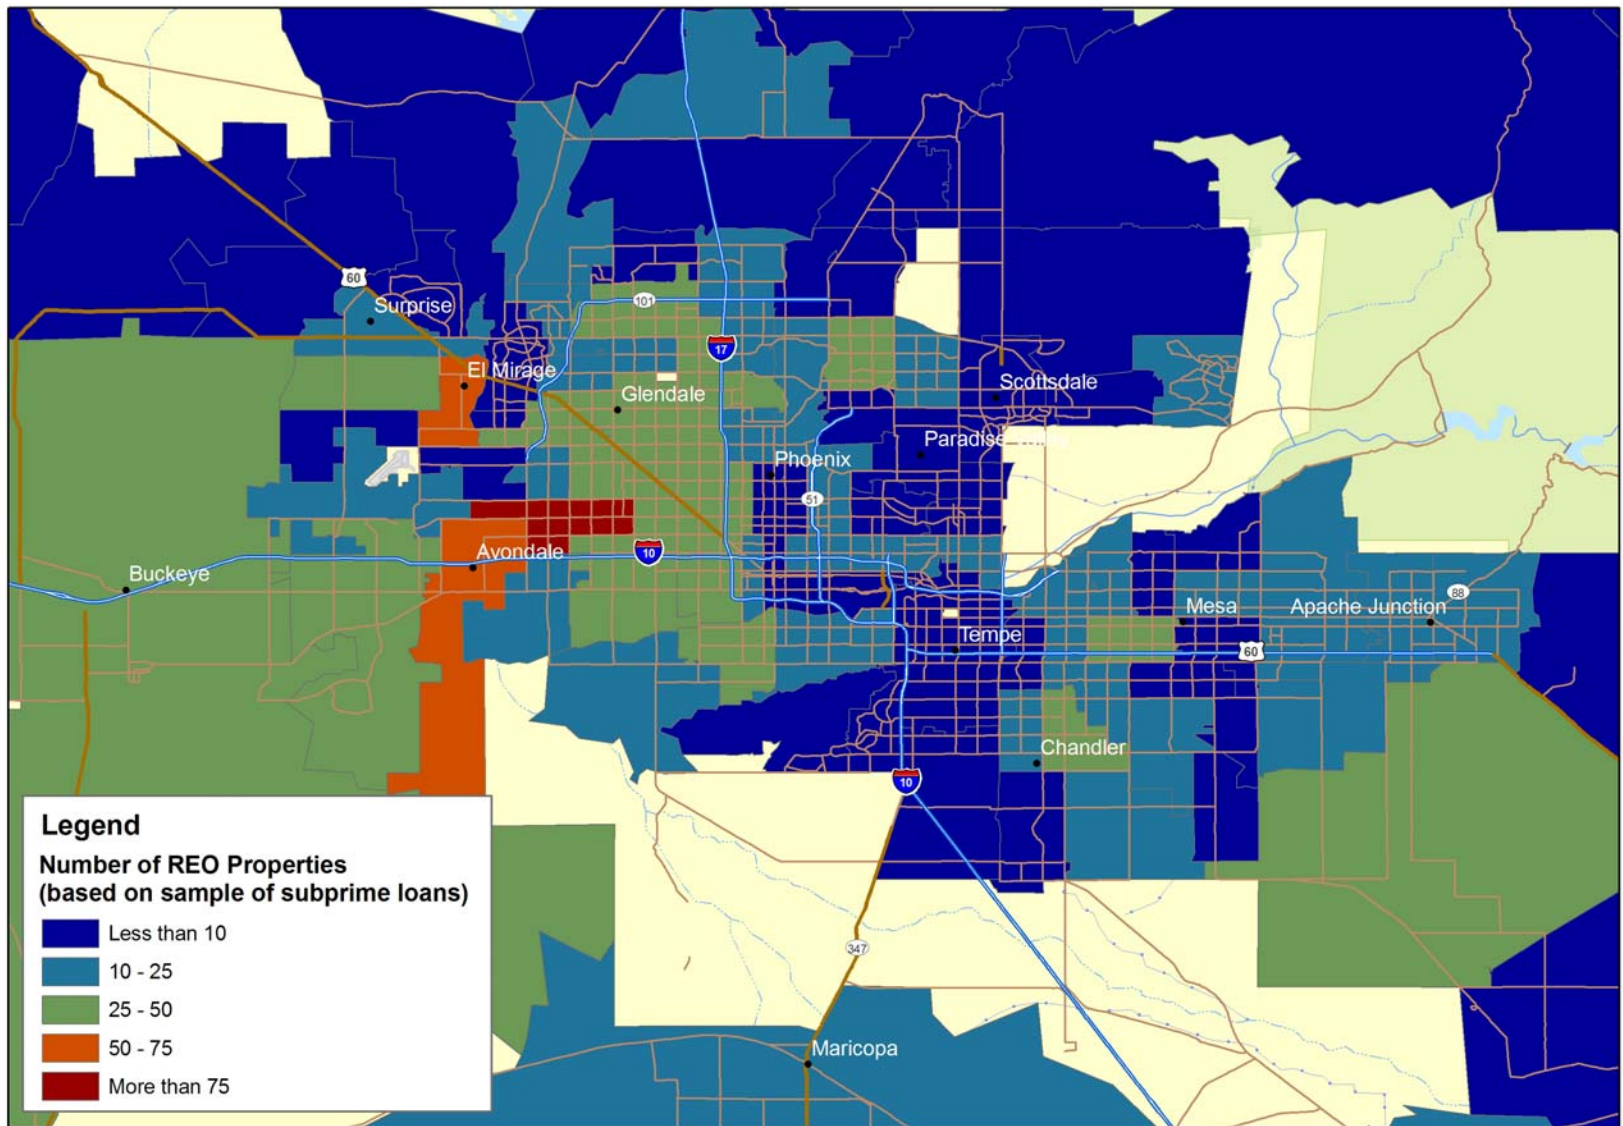 60
Surprise
101
17
El Mirage
Glendale
Scottsdale
Paradise Valley
Phoenix
51
Avondale
10
Buckeye
88
Mesa
Apache Junction
Tempe
60
Chandler
10
347
Maricopa
Legend
Number of REO Properties
(based on sample of subprime loans)
Less than 10
10 - 25
25 - 50
50 - 75
More than 75